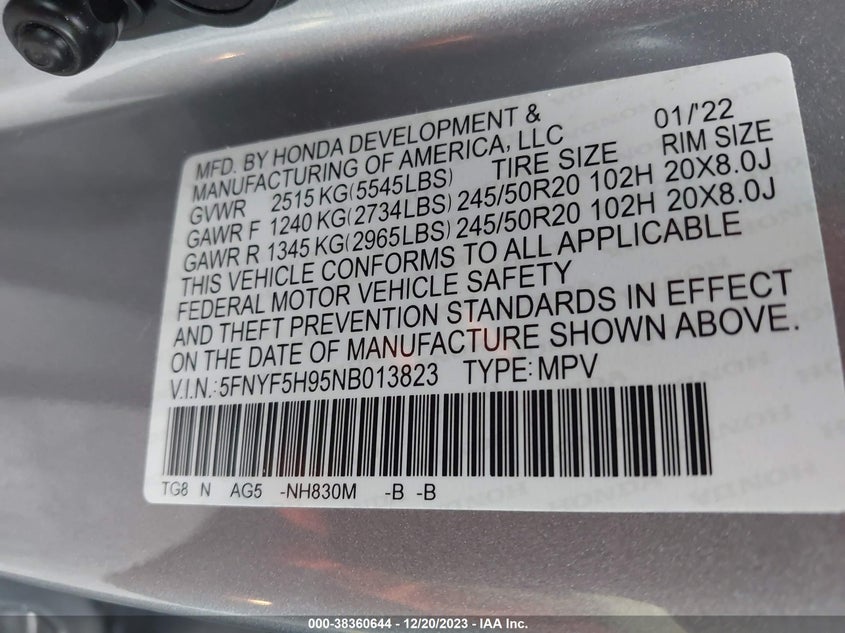 MFD. BY HONDA DEVELOPMENT & 01/'22
MANUFACTURING OF AMERICA, LLC
GVWR 2515 KG(5545LBS) TIRE SIZE RIM SIZE
GAWR F 1240 KG(2734LBS) 245/50R20 102H 20X8.0J
GAWR R 1345 KG(2965LBS) 245/50R20 102H 20X8.0J
THIS VEHICLE CONFORMS TO ALL APPLICABLE
FEDERAL MOTOR VEHICLE SAFETY
AND THEFT PREVENTION STANDARDS IN EFFECT
ON THE DATE OF MANUFACTURE SHOWN ABOVE.
V.I.N.:5FNYF5H95NB013823 TYPE:MPV
TG8 N AG5 -NH830M -B -B
000-38360644 - 12/20/2023 - IAA Inc.